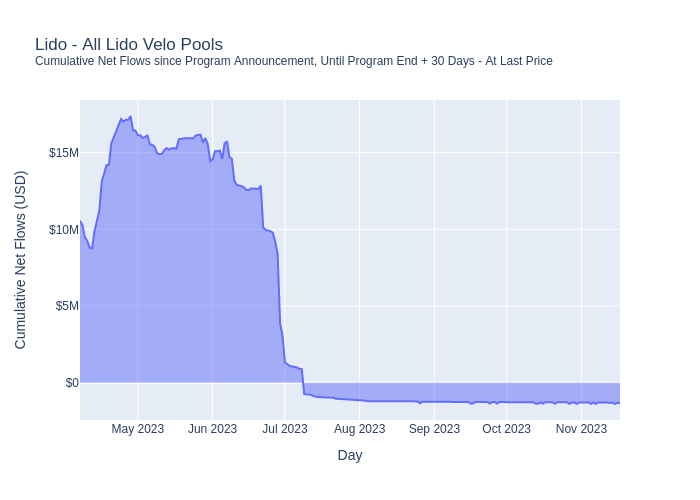 Lido - All Lido Velo Pools
Cumulative Net Flows since Program Announcement, Until Program End + 30 Days - At Last Price
Cumulative Net Flows (USD)
$15M
$10M
$5M
$0
May 2023 Jun 2023 Jul 2023 Aug 2023 Sep 2023 Oct 2023 Nov 2023
Day